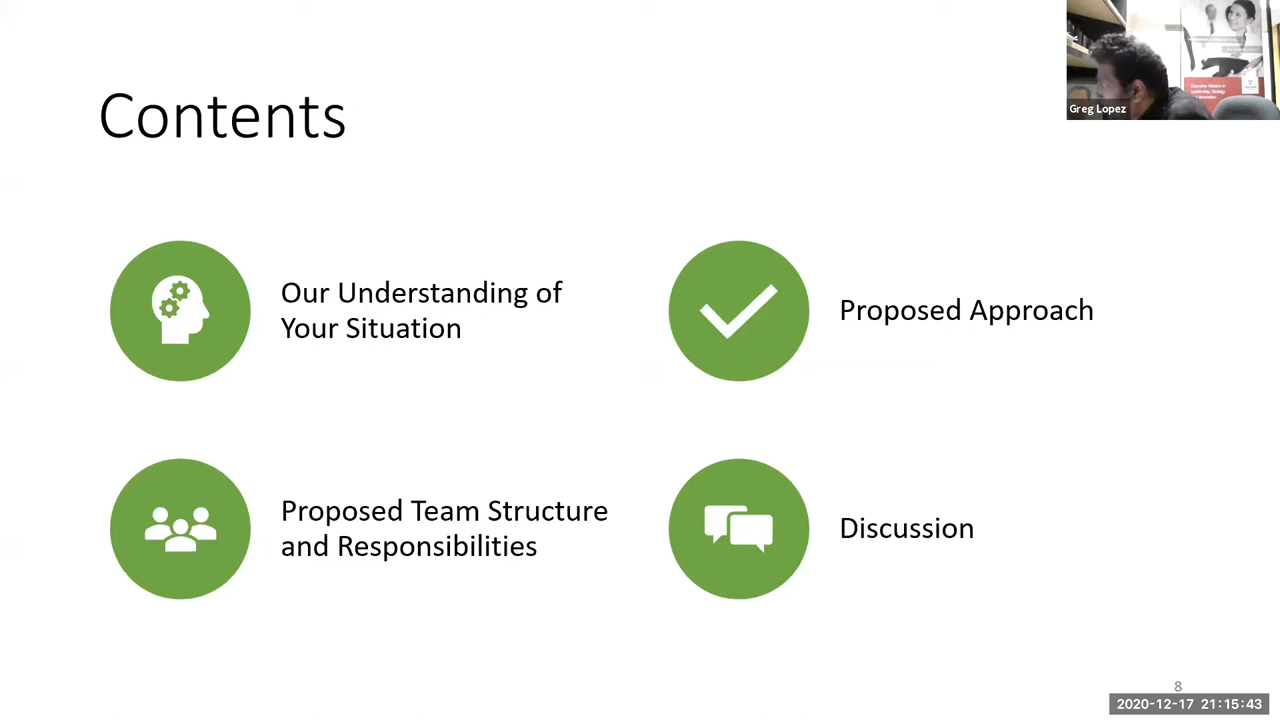 Contents
Our Understanding of
Your Situation
Proposed Approach
Proposed Team Structure
and Responsibilities
Discussion
Greg Lopez
8
2020-12-17 21:15:43